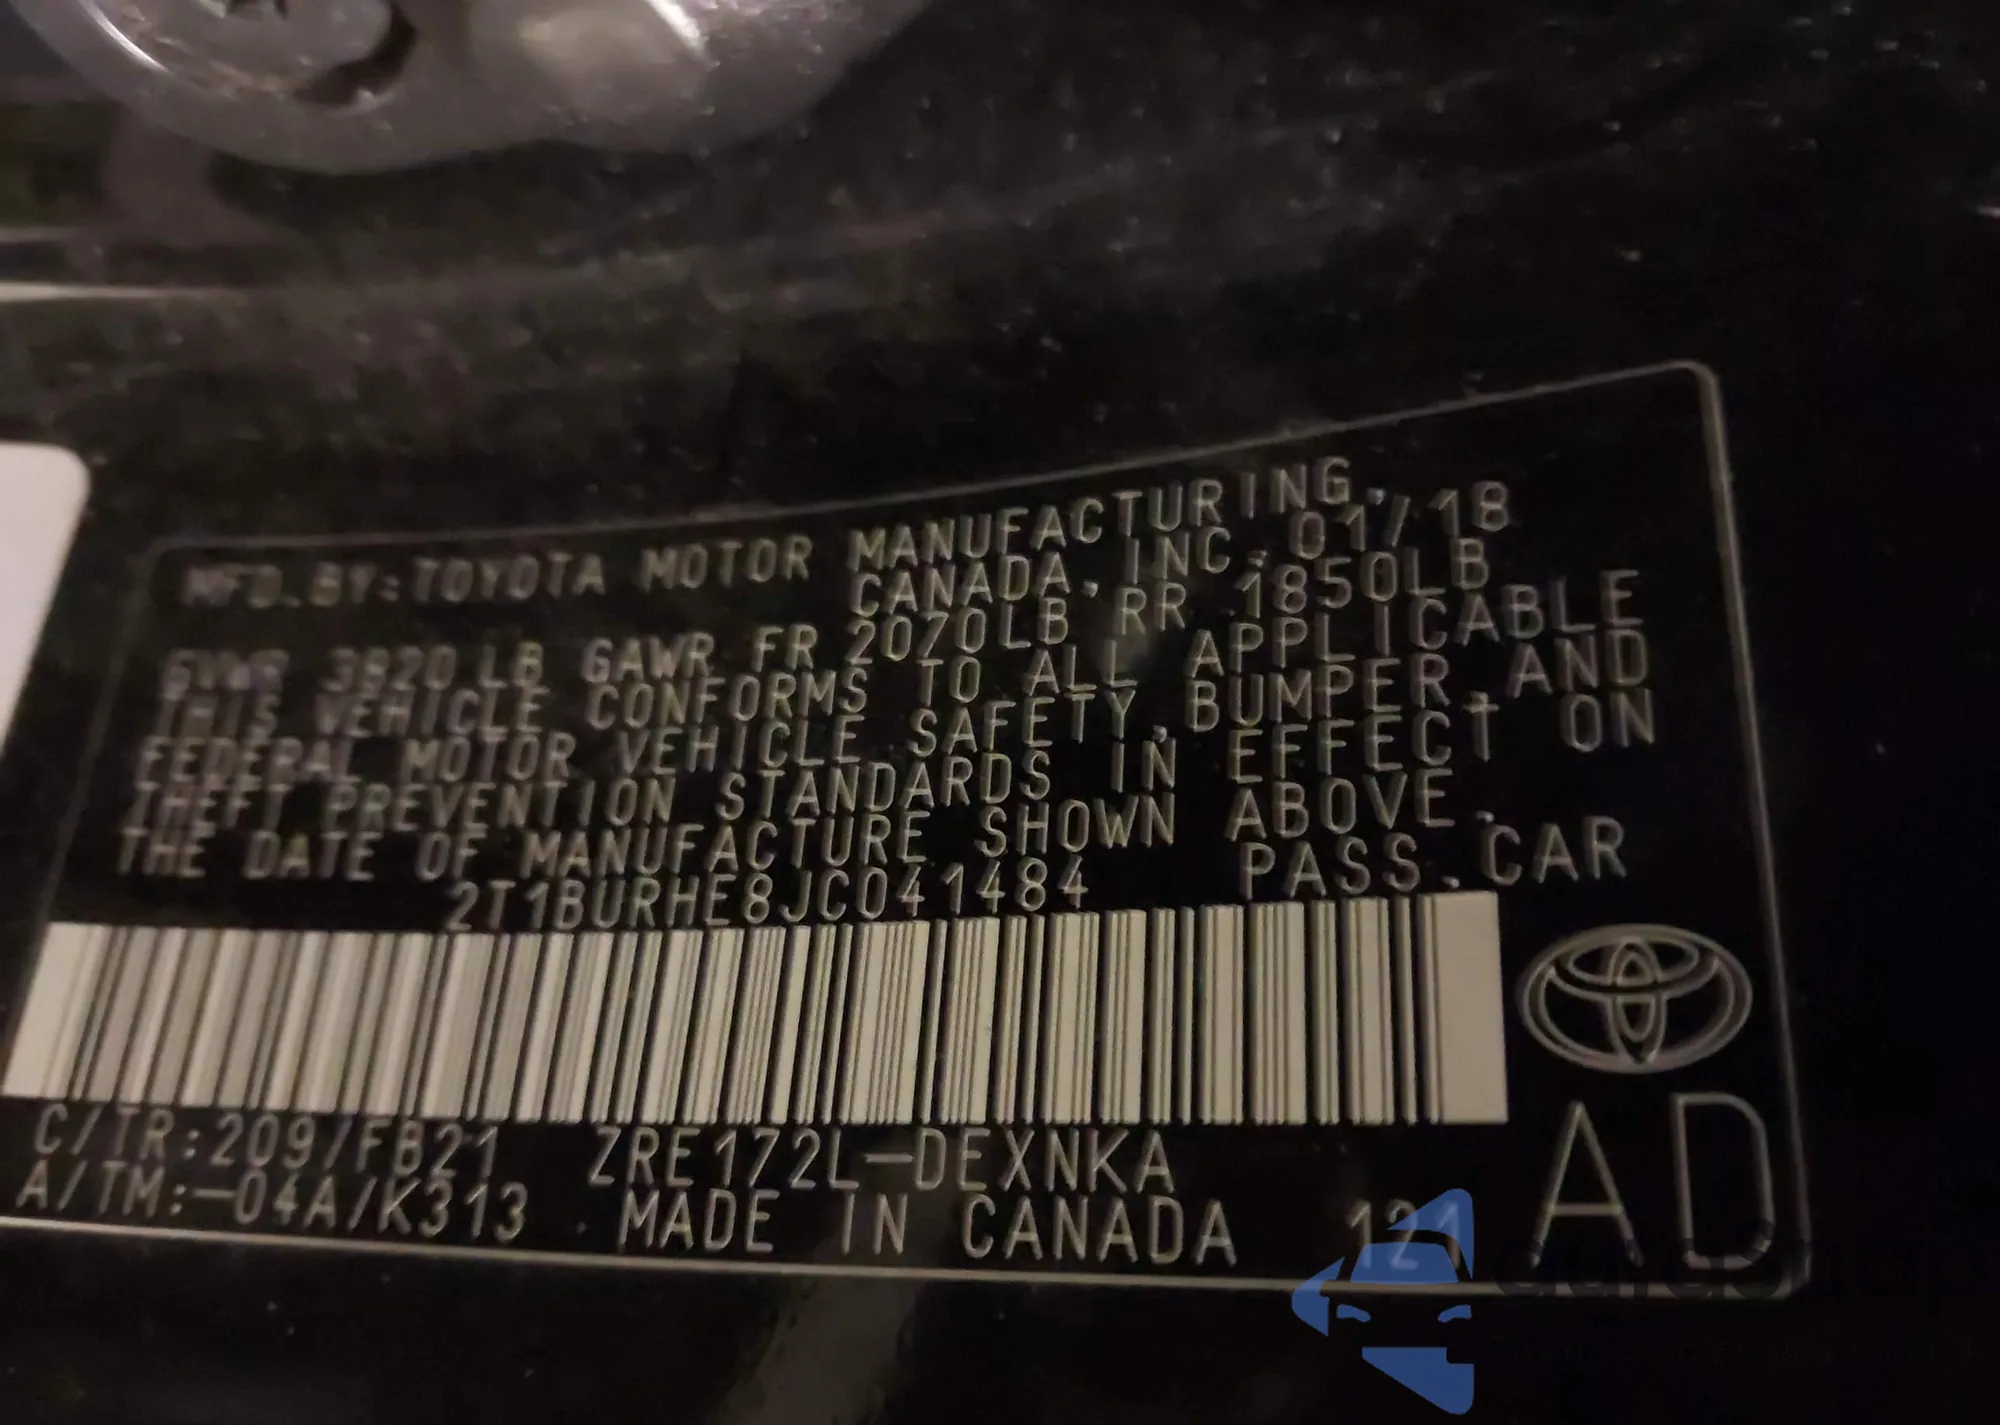 MFD.BY:TOYOTA MOTOR MANUFACTURING.
CANADA, INC. 01/18
GVWR 3820 LB GAWR FR 2070LB RR 1850LB
THIS VEHICLE CONFORMS TO ALL APPLICABLE
FEDERAL MOTOR VEHICLE SAFETY, BUMPER, AND
THEFT PREVENTION STANDARDS IN EFFECT ON
THE DATE OF MANUFACTURE SHOWN ABOVE.
2T1BURHE8JC041484 PASS.CAR
C/TR:209/FB21 ZRE172L-DEXNKA
A/TM:-04A/K313 MADE IN CANADA 121
AD